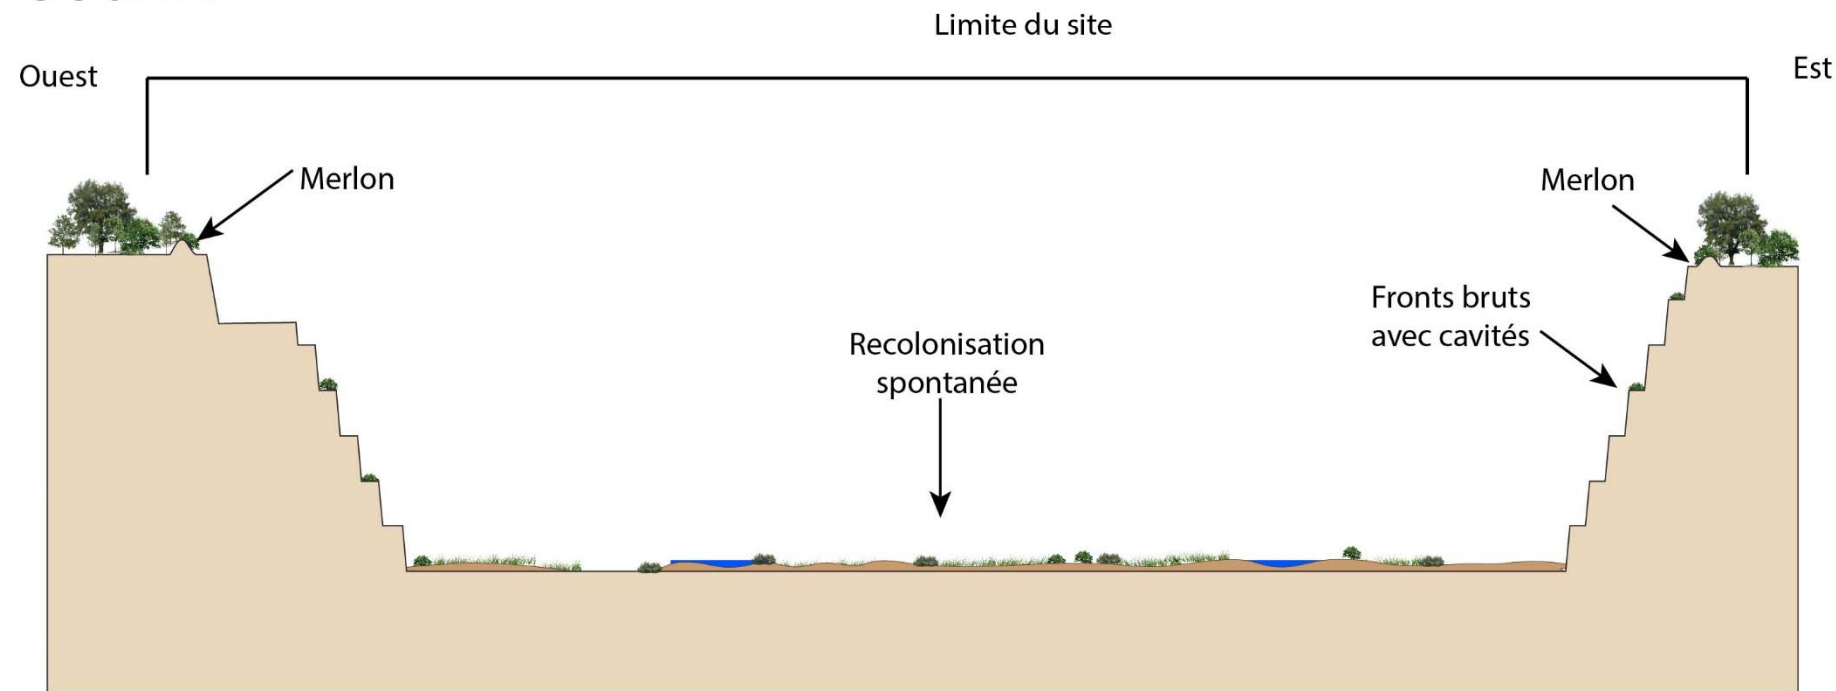 Limite du site
Ouest
Est
Merlon
Merlon
Fronts bruts
avec cavités
Recolonisation
spontanée